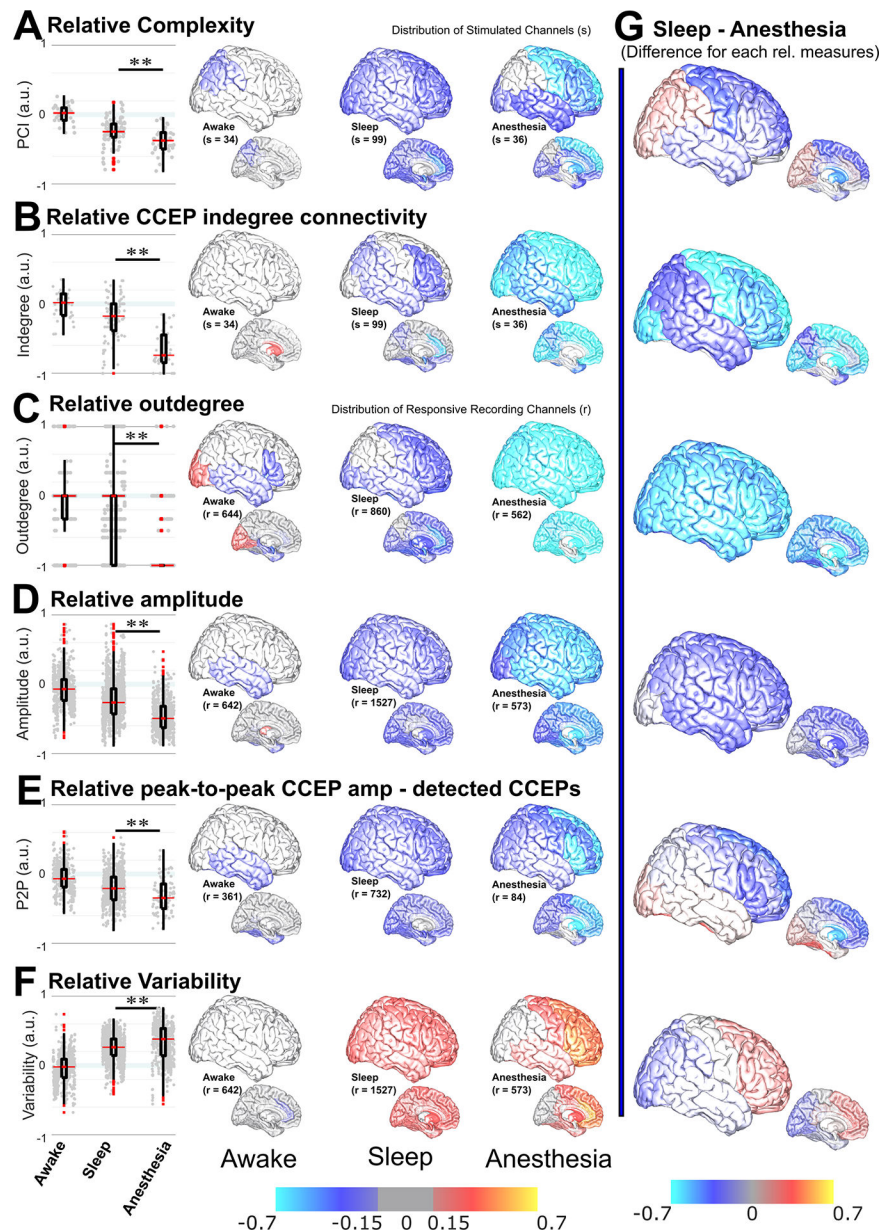 A Relative Complexity
Distribution of Stimulated Channels (s)
G Sleep - Anesthesia
(Difference for each rel. measures)
1
0
-1
PCI (a.u.)
**
Awake
(s = 34)
Sleep
(s = 99)
Anesthesia
(s = 36)
B Relative CCEP indegree connectivity
1
0
-1
Indegree (a.u.)
**
Awake
(s = 34)
Sleep
(s = 99)
Anesthesia
(s = 36)
C Relative outdegree
Distribution of Responsive Recording Channels (r)
1
0
-1
Outdegree (a.u.)
**
Awake
(r = 644)
Sleep
(r = 860)
Anesthesia
(r = 562)
D Relative amplitude
1
0
-1
Amplitude (a.u.)
**
Awake
(r = 642)
Sleep
(r = 1527)
Anesthesia
(r = 573)
E Relative peak-to-peak CCEP amp - detected CCEPs
1
0
-1
P2P (a.u.)
**
Awake
(r = 361)
Sleep
(r = 732)
Anesthesia
(r = 84)
F Relative Variability
1
0
-1
Variability (a.u.)
**
Awake
(r = 642)
Sleep
(r = 1527)
Anesthesia
(r = 573)
Awake
Sleep
Anesthesia
Awake Sleep Anesthesia
-0.7 -0.15 0 0.15 0.7
-0.7 0 0.7